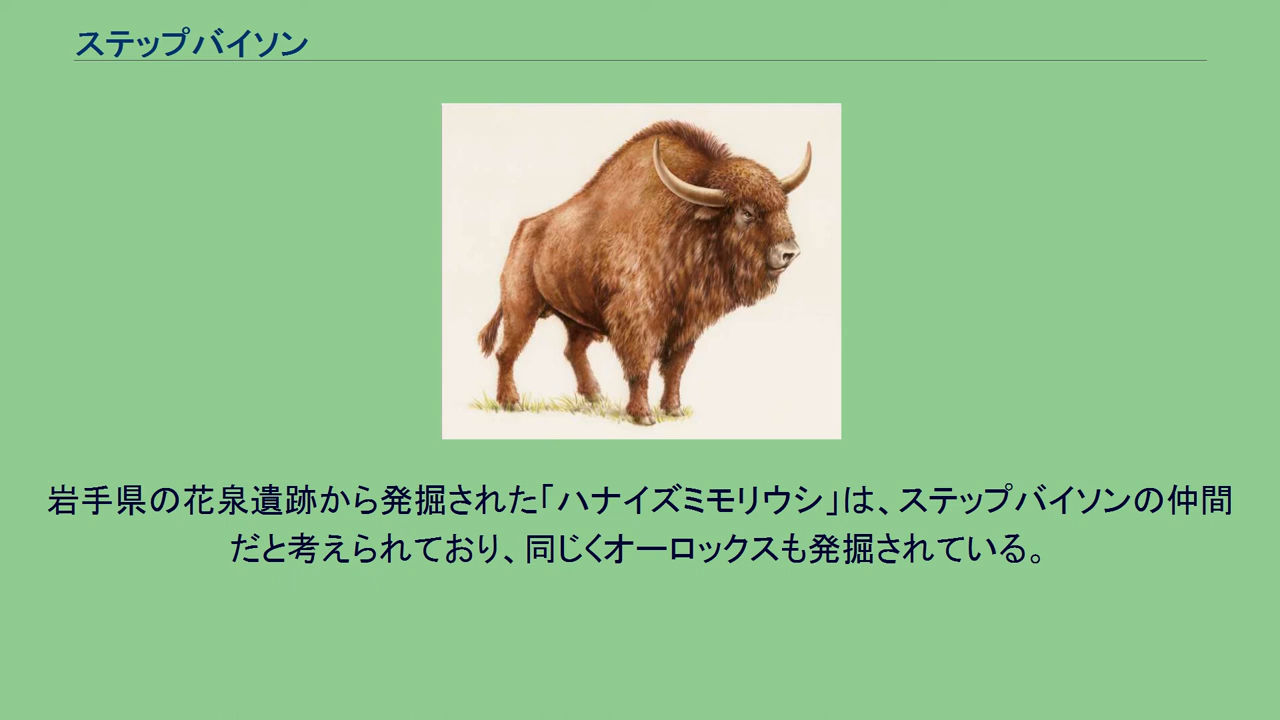 ステップバイソン
岩手県の花泉遺跡から発掘された「ハナイズミモリウシ」は、ステップバイソンの仲間
だと考えられており、同じくオーロックスも発掘されている。